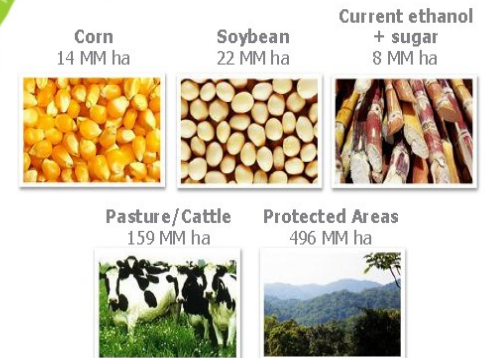 Corn
14 MM ha
Soybean
22 MM ha
Current ethanol
+ sugar
8 MM ha
Pasture/Cattle
159 MM ha
Protected Areas
496 MM ha